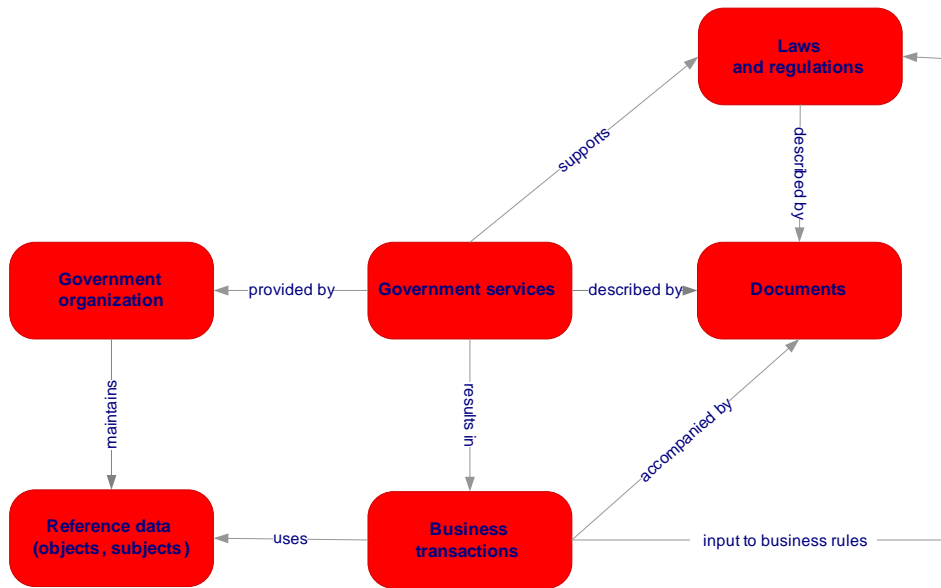 Laws
and regulations
supports
described by
Government
organization
provided by
Government services
described by
Documents
maintains
results in
accompanied by
Reference data
(objects, subjects)
uses
Business
transactions
input to business rules